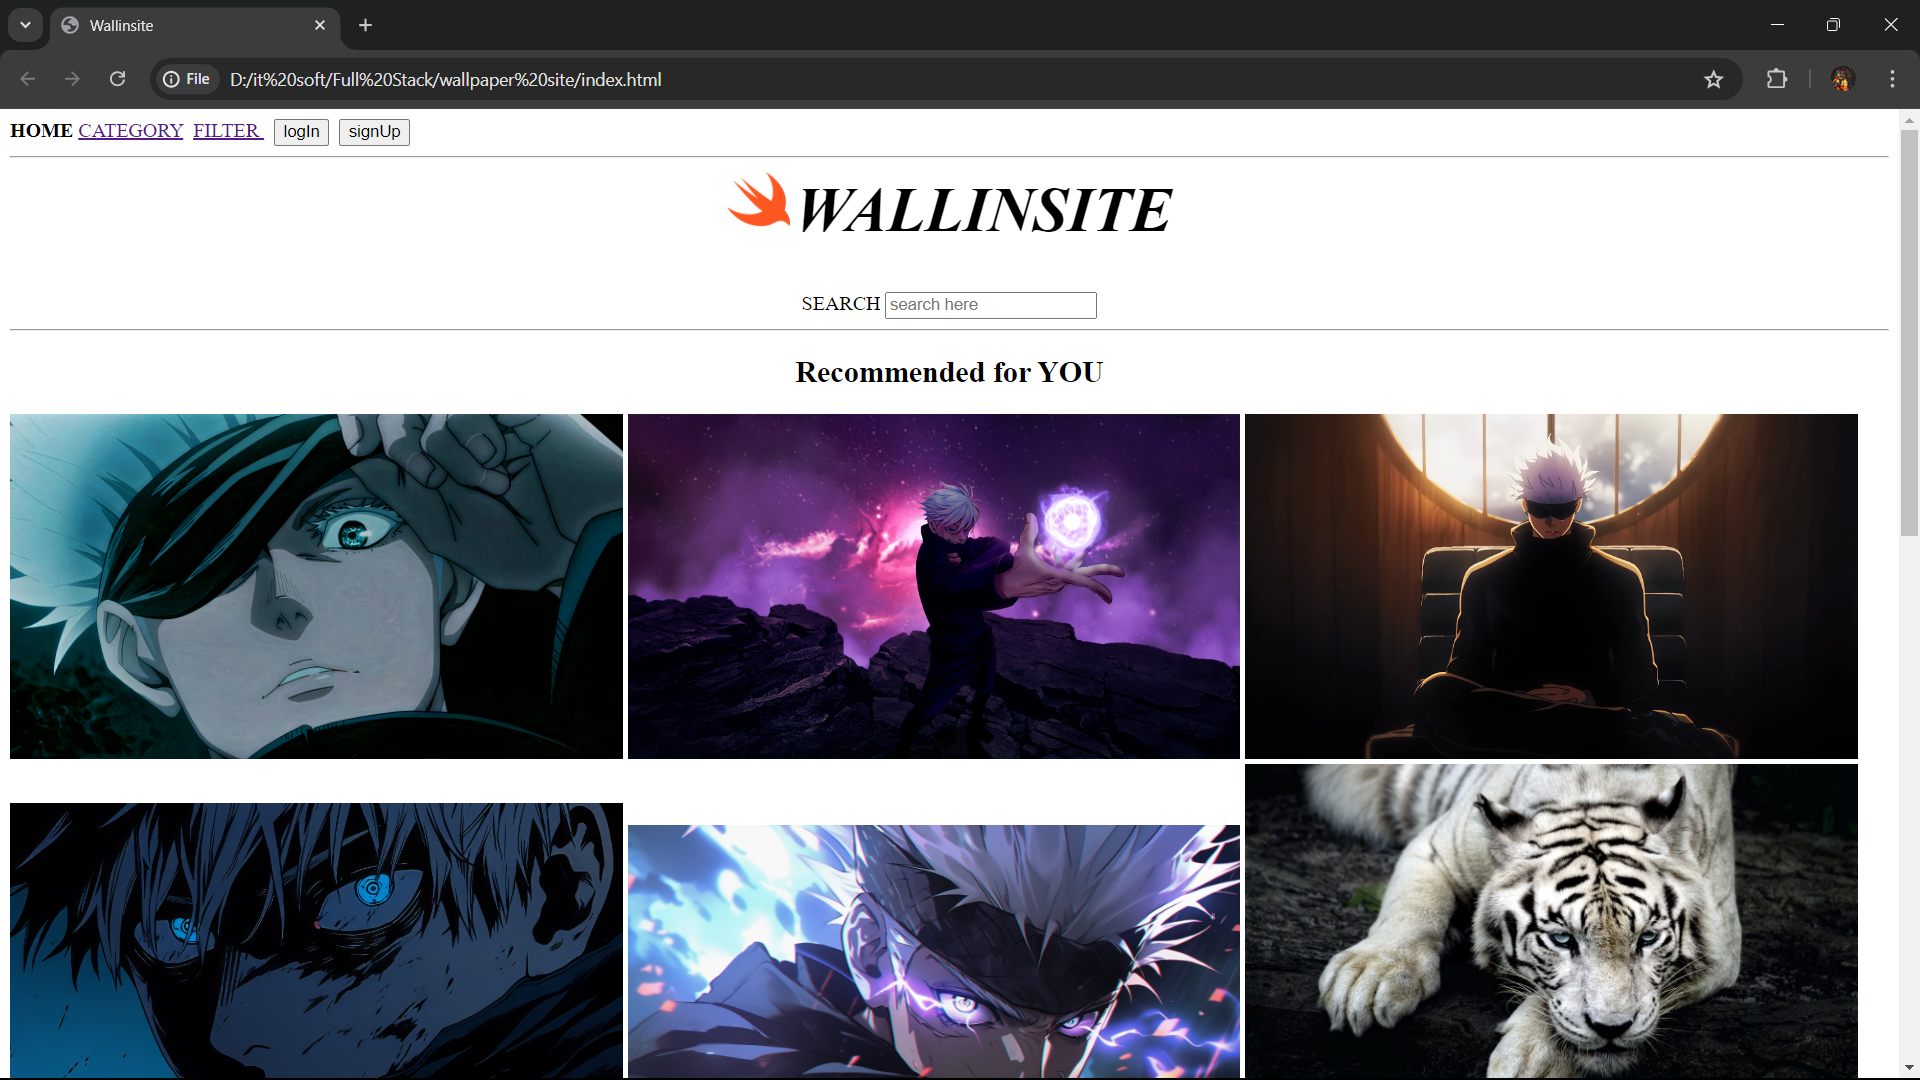 Wallinsite
File D:/it%20soft/Full%20Stack/wallpaper%20site/index.html
HOME CATEGORY FILTER logIn signUp
WALLINSITE
SEARCH search here
Recommended for YOU